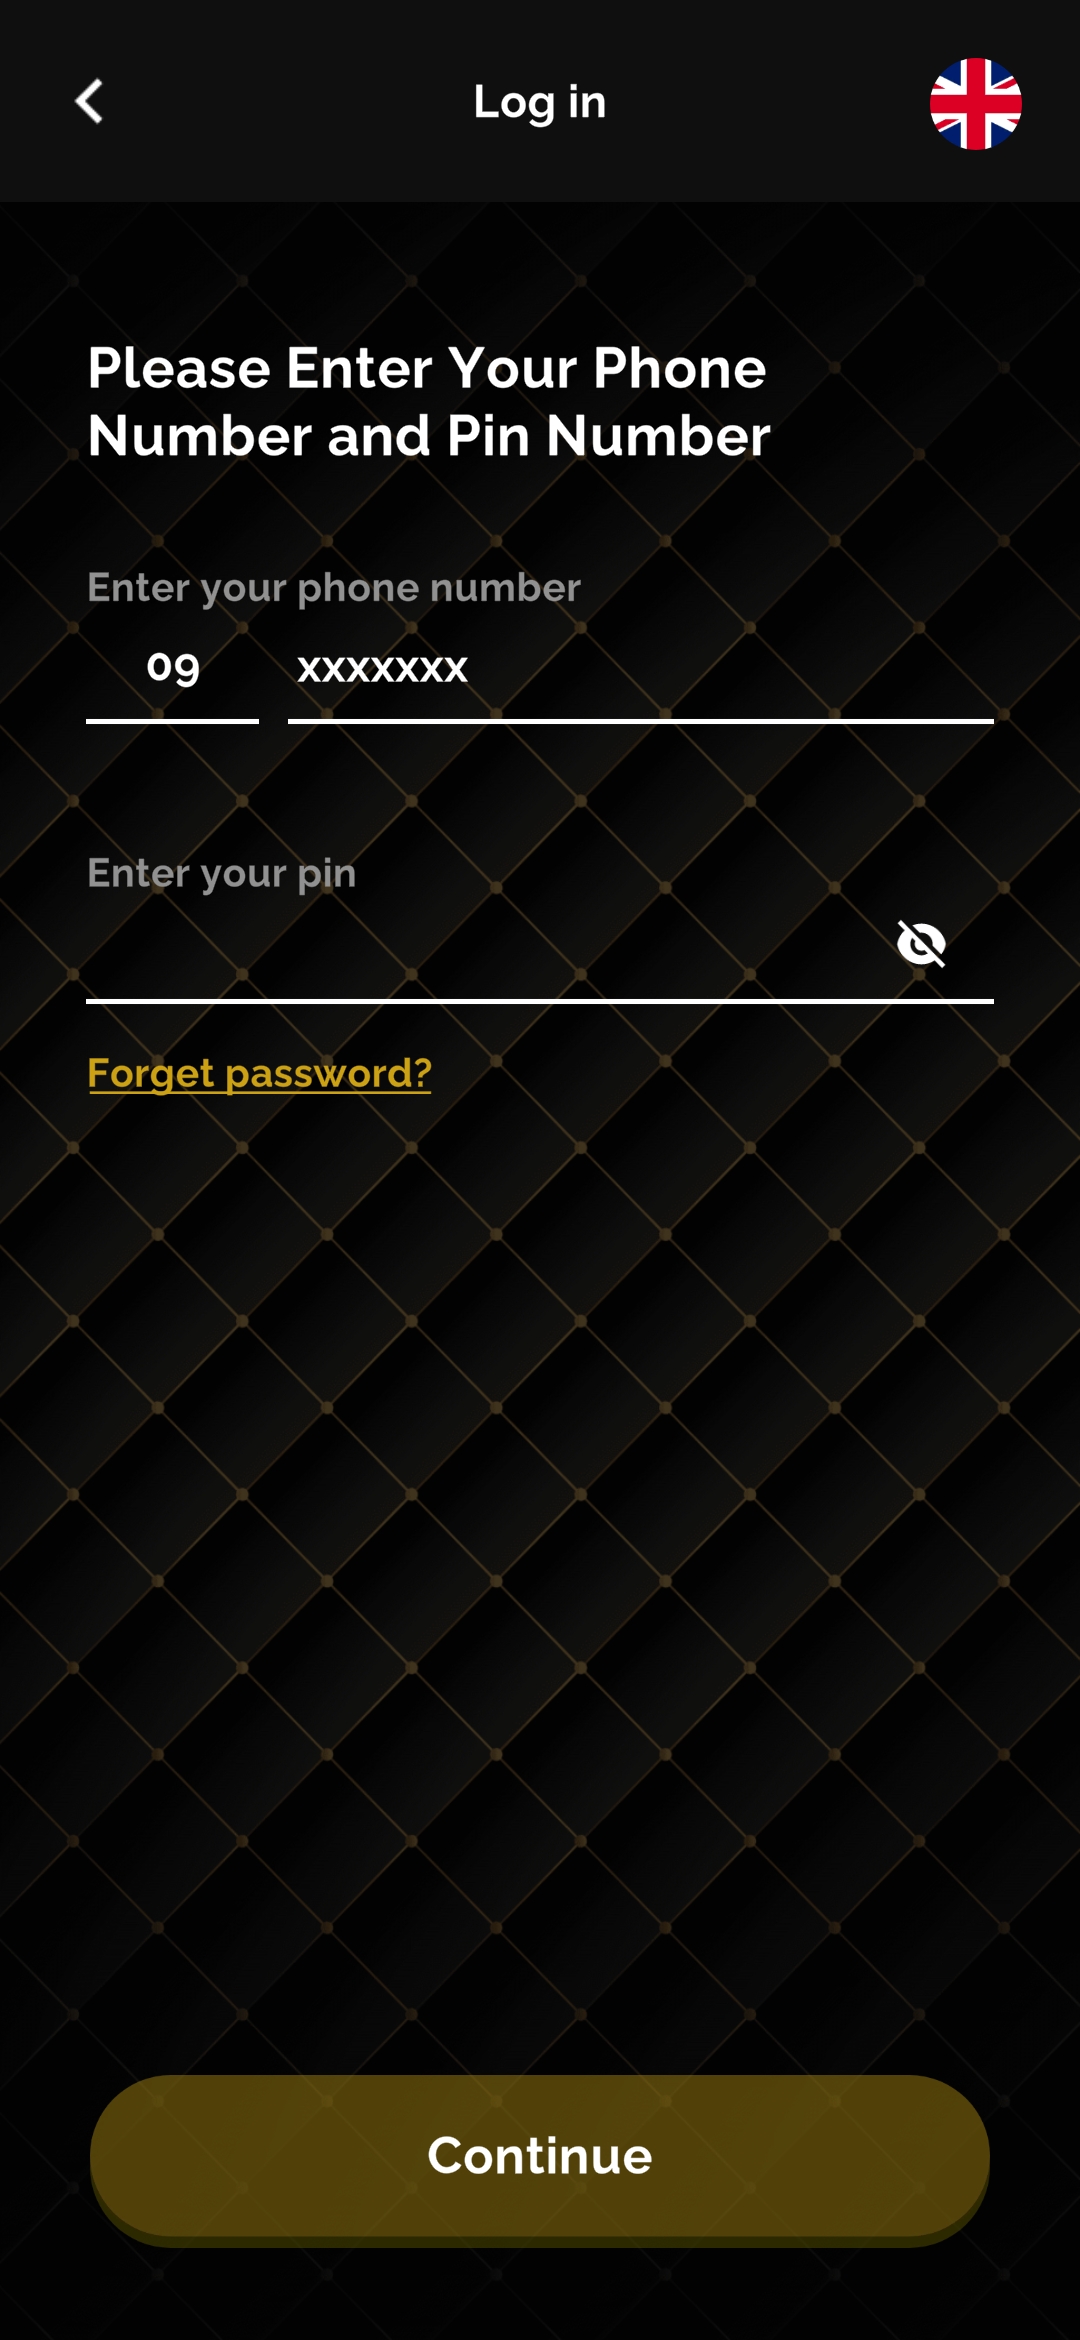 Log in
Please Enter Your Phone
Number and Pin Number
Enter your phone number
09 xxxxxxx
Enter your pin
Forget password?
Continue